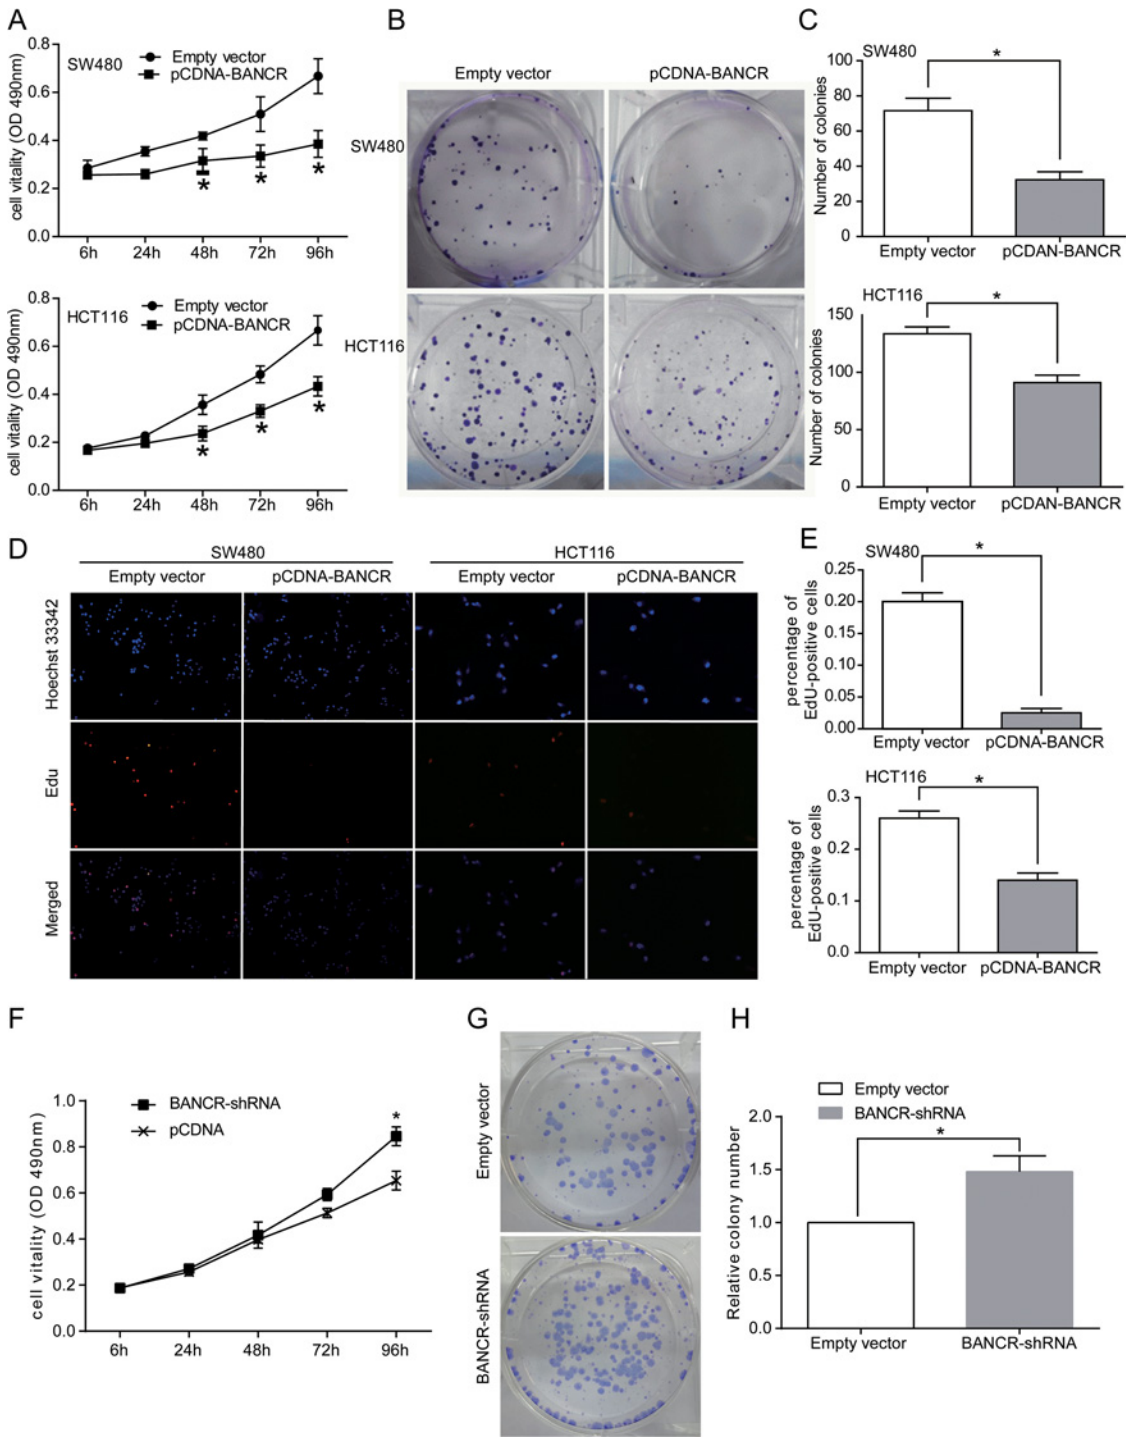 A
SW480
Empty vector
pCDNA-BANCR
cell vitality (OD 490nm)
0.8
0.6
0.4
0.2
0.0
* * *
6h 24h 48h 72h 96h
HCT116
Empty vector
pCDNA-BANCR
cell vitality (OD 490nm)
0.8
0.6
0.4
0.2
0.0
* * *
6h 24h 48h 72h 96h
B
Empty vector pCDNA-BANCR
SW480
HCT116
C
SW480
*
Number of colonies
100
80
60
40
20
0
Empty vector pCDAN-BANCR
HCT116
*
Number of colonies
150
100
50
0
Empty vector pCDAN-BANCR
D
SW480 HCT116
Empty vector pCDNA-BANCR Empty vector pCDNA-BANCR
Hoechst 33342
Edu
Merged
E
SW480
*
percentage of
EdU-positive cells
0.25
0.20
0.15
0.10
0.05
0.00
Empty vector pCDNA-BANCR
HCT116
*
percentage of
EdU-positive cells
0.3
0.2
0.1
0.0
Empty vector pCDNA-BANCR
F
BANCR-shRNA
pCDNA
cell vitality (OD 490nm)
1.0
0.8
0.6
0.4
0.2
0.0
*
6h 24h 48h 72h 96h
G
Empty vector
BANCR-shRNA
H
Empty vector
BANCR-shRNA
*
Relative colony number
2.0
1.5
1.0
0.5
0.0
Empty vector BANCR-shRNA